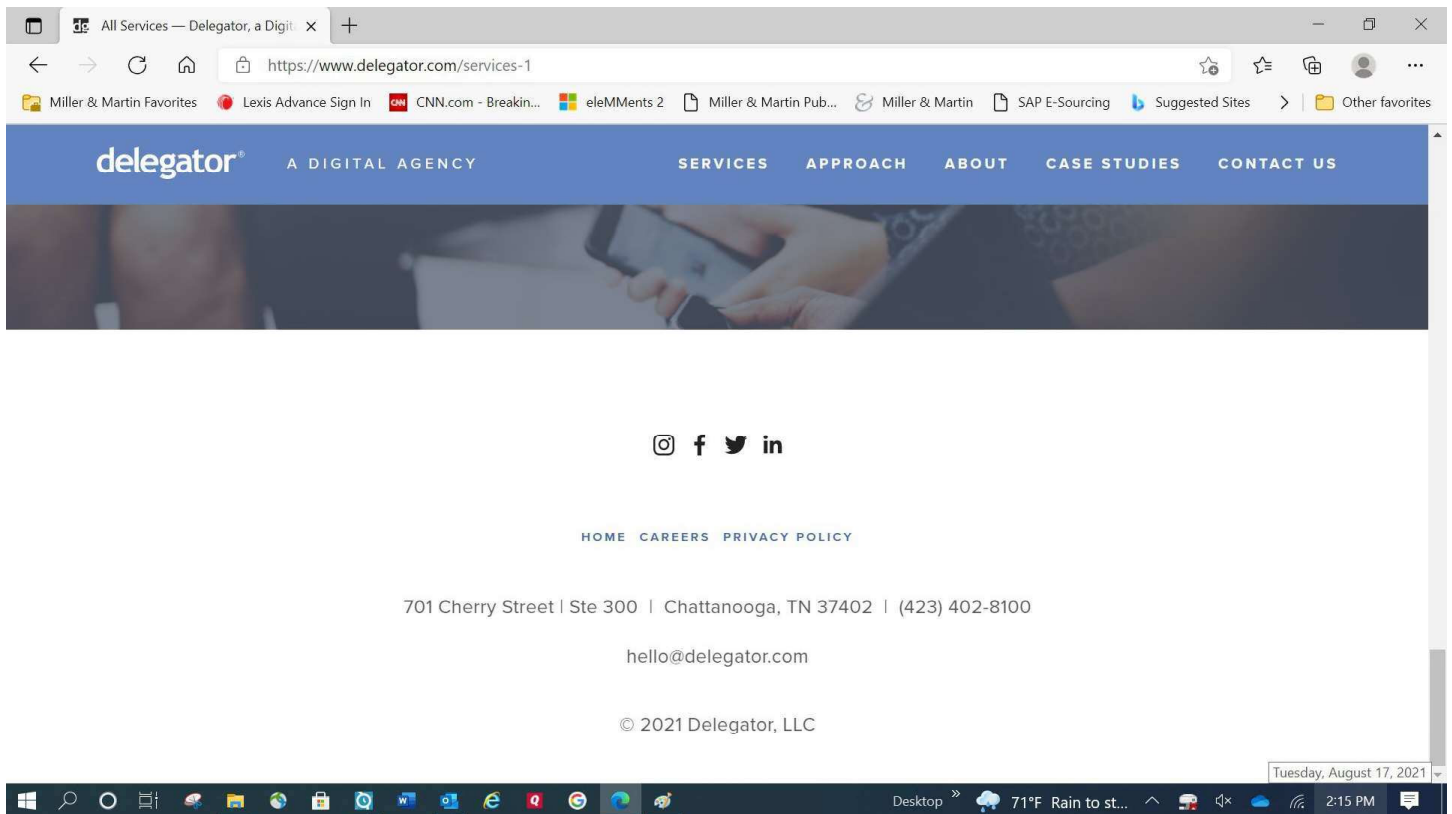 All Services — Delegator, a Digit
https://www.delegator.com/services-1
Miller & Martin Favorites Lexis Advance Sign In CNN CNN.com - Breakin... eleMMents 2 Miller & Martin Pub... Miller & Martin SAP E-Sourcing Suggested Sites Other favorites
delegator® A DIGITAL AGENCY SERVICES APPROACH ABOUT CASE STUDIES CONTACT US
HOME CAREERS PRIVACY POLICY
701 Cherry Street | Ste 300 | Chattanooga, TN 37402 | (423) 402-8100
hello@delegator.com
© 2021 Delegator, LLC
Tuesday, August 17, 2021
Desktop 71°F Rain to st... 2:15 PM